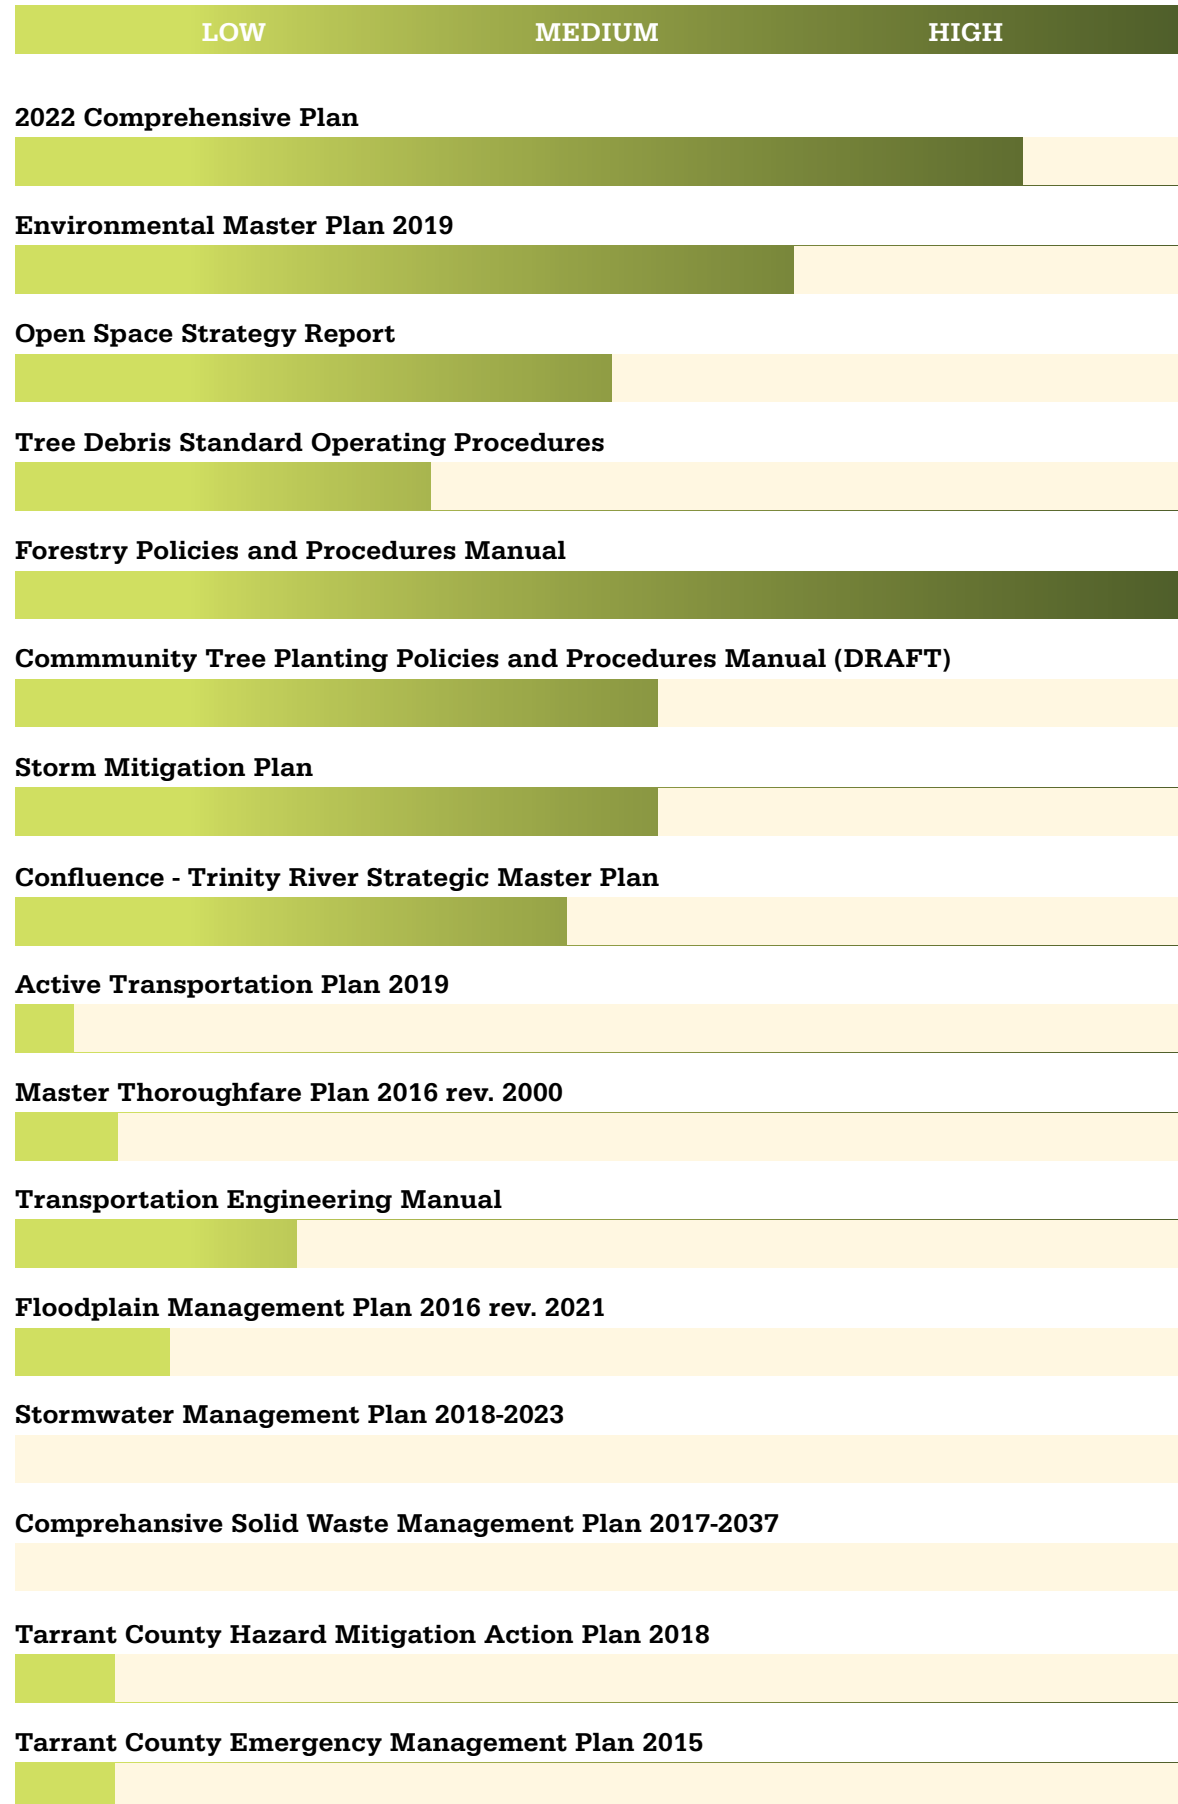 LOW MEDIUM HIGH
2022 Comprehensive Plan
Environmental Master Plan 2019
Open Space Strategy Report
Tree Debris Standard Operating Procedures
Forestry Policies and Procedures Manual
Commmunity Tree Planting Policies and Procedures Manual (DRAFT)
Storm Mitigation Plan
Confluence - Trinity River Strategic Master Plan
Active Transportation Plan 2019
Master Thoroughfare Plan 2016 rev. 2000
Transportation Engineering Manual
Floodplain Management Plan 2016 rev. 2021
Stormwater Management Plan 2018-2023
Comprehansive Solid Waste Management Plan 2017-2037
Tarrant County Hazard Mitigation Action Plan 2018
Tarrant County Emergency Management Plan 2015